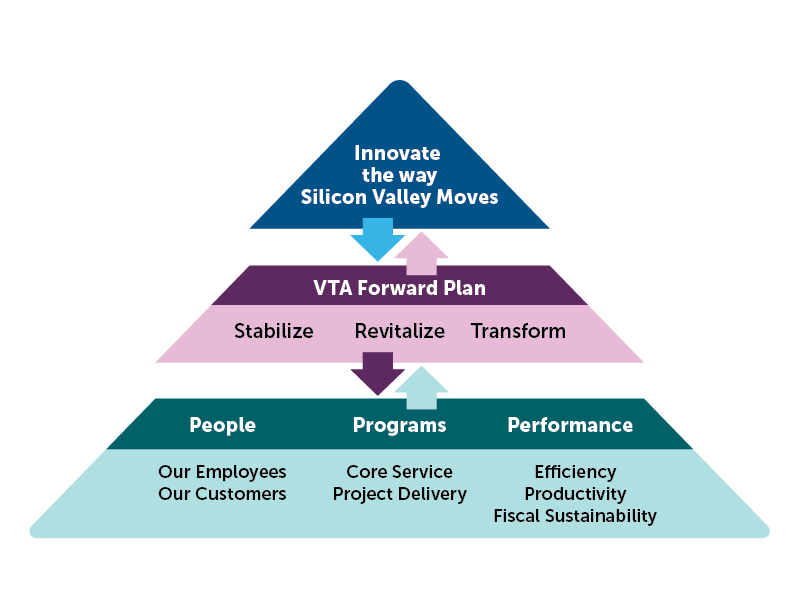 Innovate
the way
Silicon Valley Moves
VTA Forward Plan
Stabilize Revitalize Transform
People Programs Performance
Our Employees Core Service Efficiency
Our Customers Project Delivery Productivity
Fiscal Sustainability